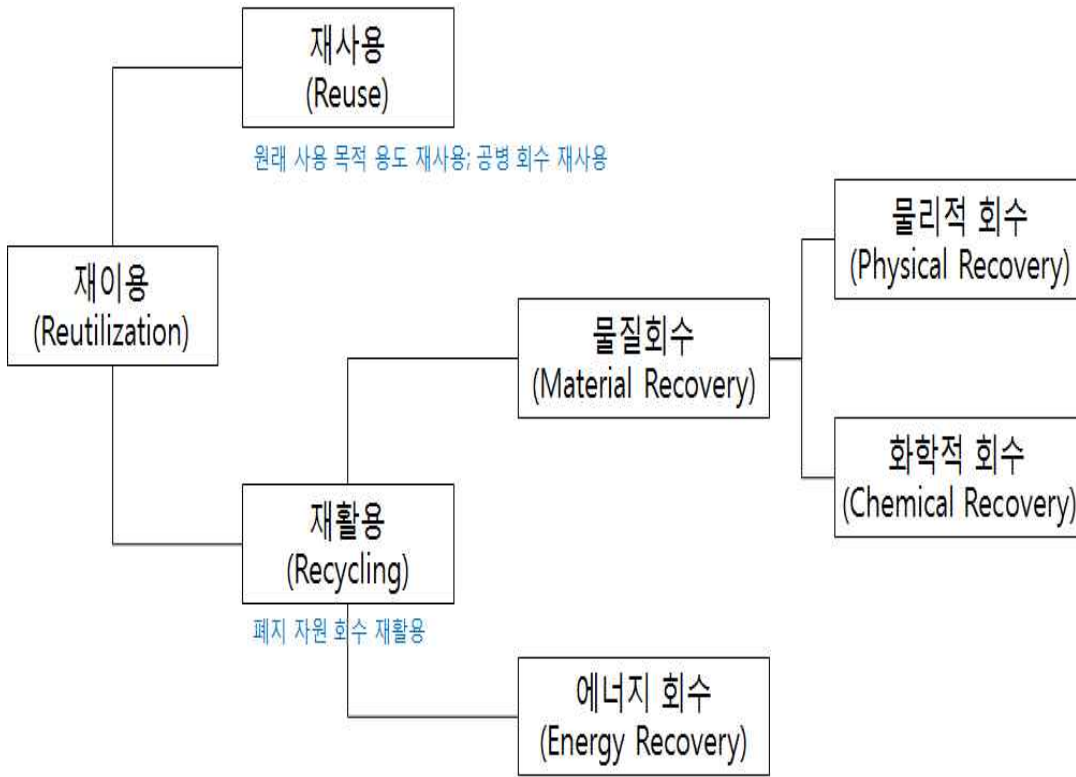 재사용
(Reuse)
원래 사용 목적 용도 재사용; 공병 회수 재사용
물리적 회수
(Physical Recovery)
재이용
(Reutilization)
물질회수
(Material Recovery)
화학적 회수
(Chemical Recovery)
재활용
(Recycling)
폐지 자원 회수 재활용
에너지 회수
(Energy Recovery)